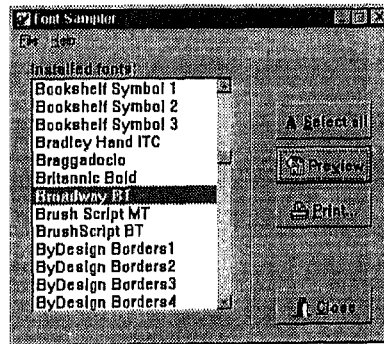 Font Sampler
File Help
Installed fonts:
Bookshelf Symbol 1
Bookshelf Symbol 2
Bookshelf Symbol 3
Bradley Hand ITC
Braggadocio
Britannic Bold
Broadway BT
Brush Script MT
BrushScript BT
ByDesign Borders1
ByDesign Borders2
ByDesign Borders3
ByDesign Borders4
A Select all
Preview
Print...
Close